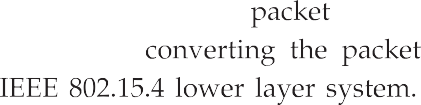 packet
converting the packet
IEEE 802.15.4 lower layer system.